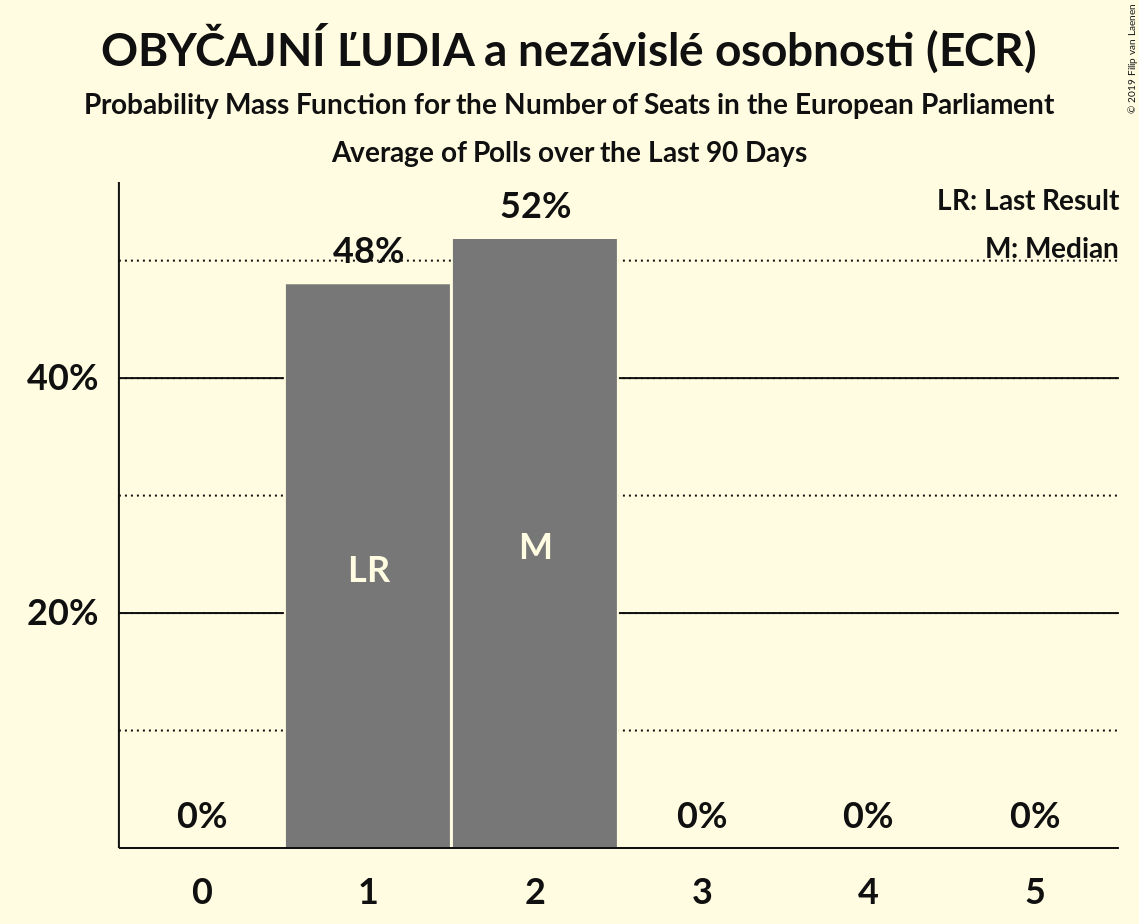 OBYČAJNÍ ĽUDIA a nezávislé osobnosti (ECR)
Probability Mass Function for the Number of Seats in the European Parliament
Average of Polls over the Last 90 Days
© 2019 Filip van Laenen
LR: Last Result
M: Median
52%
48%
40%
20%
LR
M
0%
0%
0%
0%
0
1
2
3
4
5